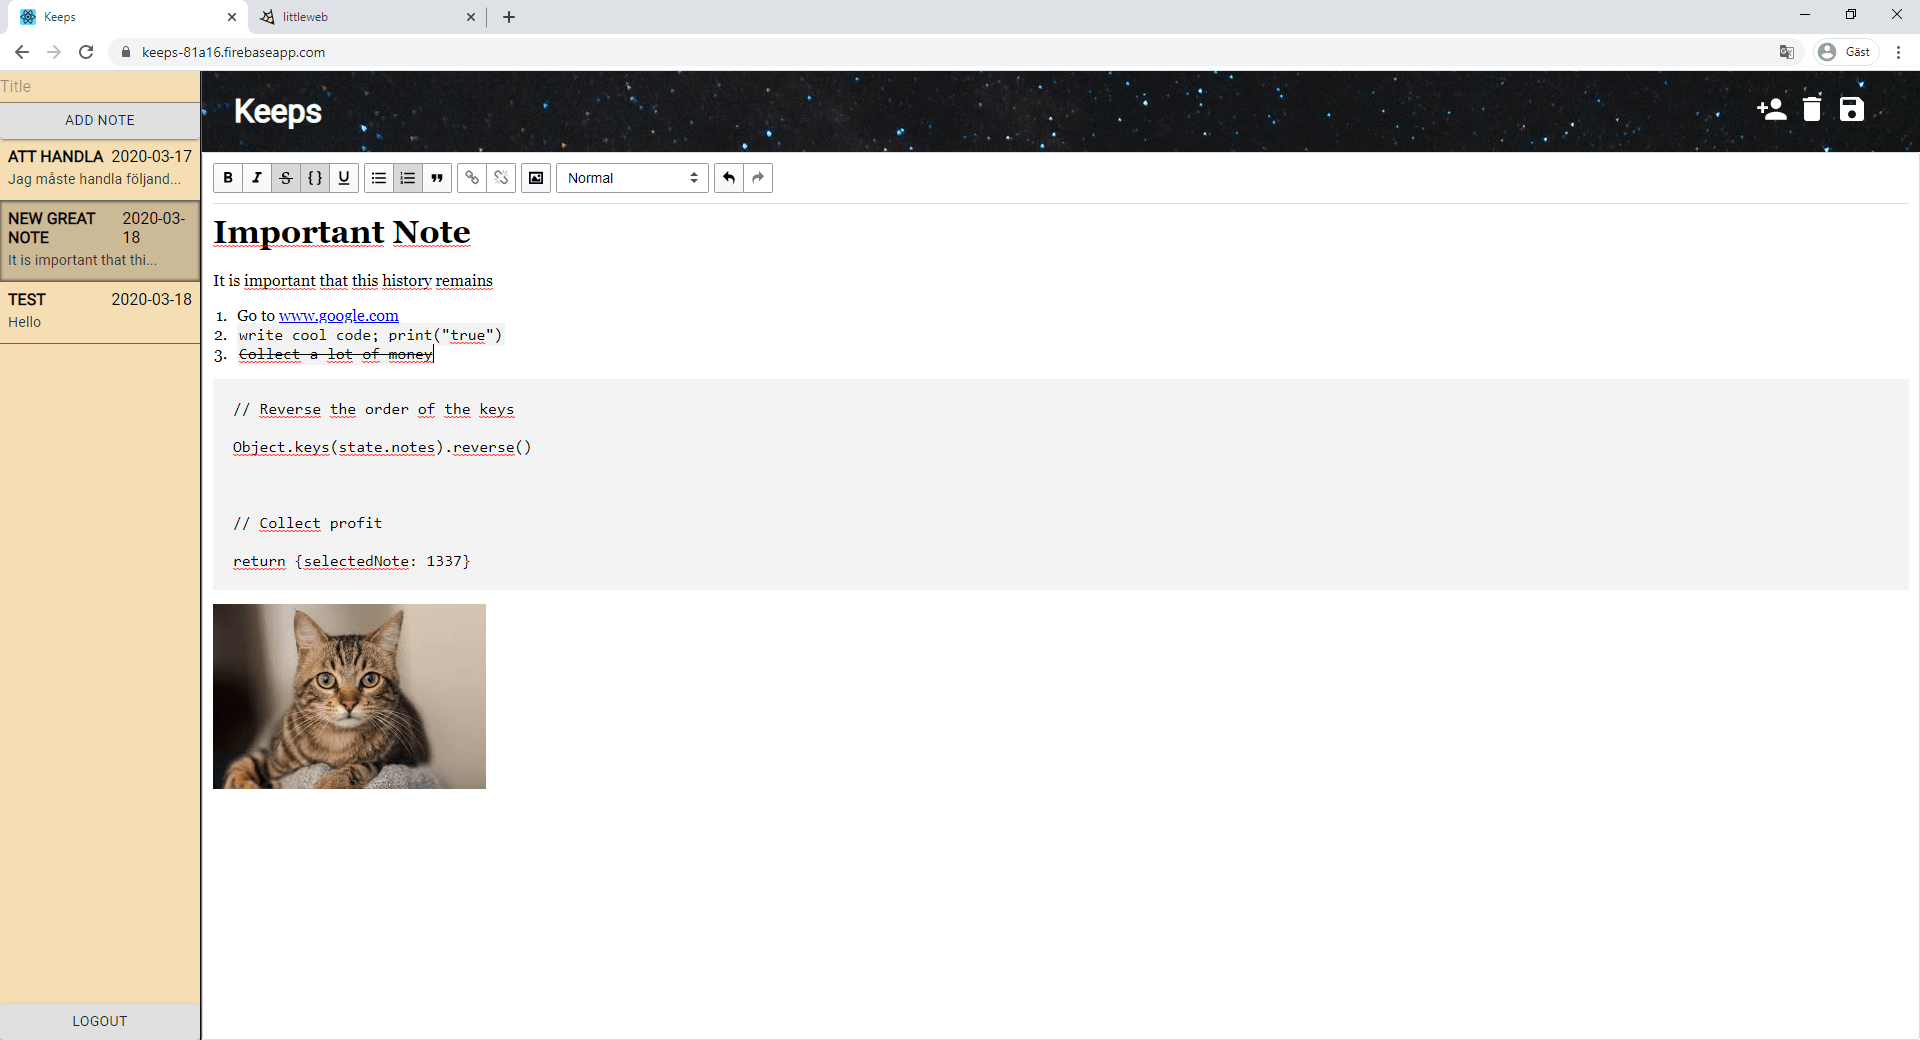 Keeps
littleweb
keeps-81a16.firebaseapp.com
Gäst
Title
ADD NOTE
ATT HANDLA 2020-03-17
Jag måste handla följand...
NEW GREAT NOTE 2020-03-18
It is important that thi...
TEST 2020-03-18
Hello
LOGOUT
Keeps
B I S { } U Normal
Important Note
It is important that this history remains
1. Go to www.google.com
2. write cool code; print("true")
3. Collect a lot of money
// Reverse the order of the keys
Object.keys(state.notes).reverse()
// Collect profit
return {selectedNote: 1337}